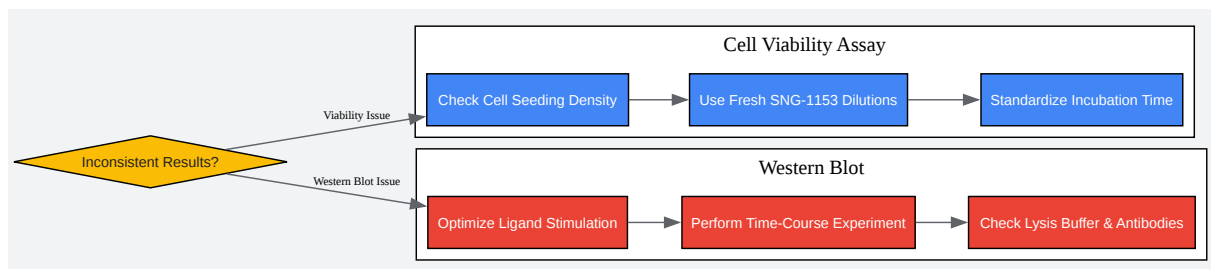 Cell Viability Assay
Check Cell Seeding Density
Use Fresh SNG-1153 Dilutions
Standardize Incubation Time
Viability Issue
Inconsistent Results?
Western Blot Issue
Western Blot
Optimize Ligand Stimulation
Perform Time-Course Experiment
Check Lysis Buffer & Antibodies